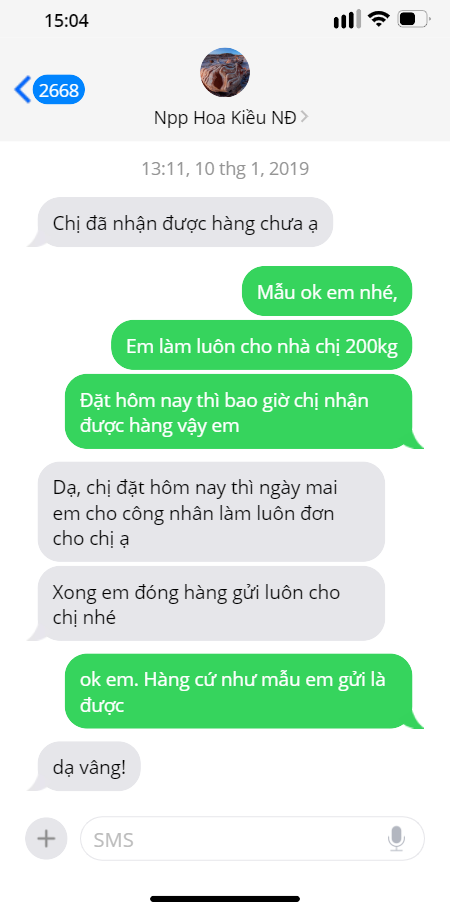 15:04
2668
Npp Hoa Kiều NĐ
13:11, 10 thg 1, 2019
Chị đã nhận được hàng chưa ạ
Mẫu ok em nhé,
Em làm luôn cho nhà chị 200kg
Đặt hôm nay thì bao giờ chị nhận
được hàng vậy em
Dạ, chị đặt hôm nay thì ngày mai
em cho công nhân làm luôn đơn
cho chị ạ
Xong em đóng hàng gửi luôn cho
chị nhé
ok em. Hàng cứ như mẫu em gửi là
được
dạ vâng!
SMS